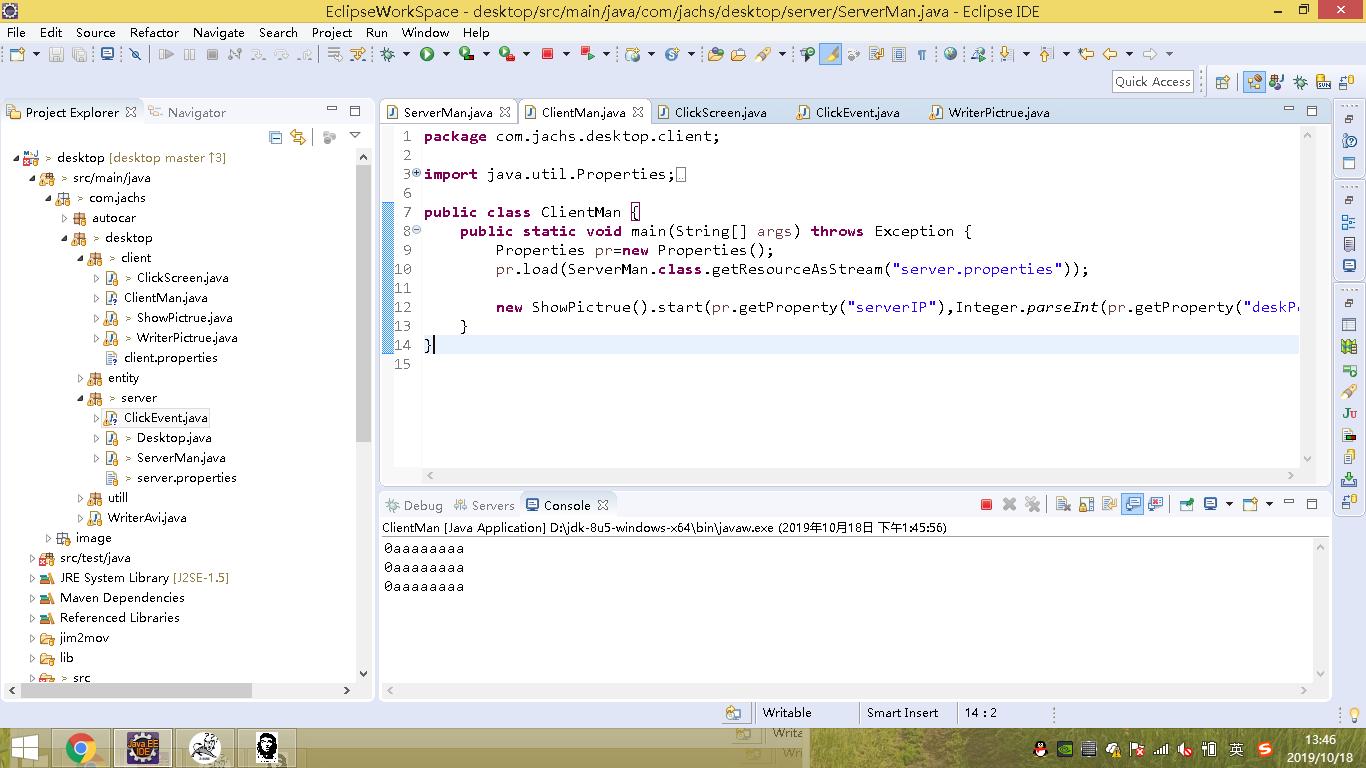 EclipseWorkSpace - desktop/src/main/java/com/jachs/desktop/server/ServerMan.java - Eclipse IDE
File Edit Source Refactor Navigate Search Project Run Window Help
Quick Access
Project Explorer Navigator
> desktop [desktop master ↑3]
> src/main/java
> com.jachs
autocar
> desktop
> client
> ClickScreen.java
ClientMan.java
> ShowPictrue.java
> WriterPictrue.java
client.properties
entity
> server
ClickEvent.java
> Desktop.java
> ServerMan.java
> server.properties
utill
WriterAvi.java
image
src/test/java
JRE System Library [J2SE-1.5]
Maven Dependencies
Referenced Libraries
jim2mov
lib
> src
ServerMan.java ClientMan.java ClickScreen.java ClickEvent.java WriterPictrue.java
1 package com.jachs.desktop.client;
2
3 import java.util.Properties;
6
7 public class ClientMan {
8 public static void main(String[] args) throws Exception {
9 Properties pr=new Properties();
10 pr.load(ServerMan.class.getResourceAsStream("server.properties"));
11
12 new ShowPictrue().start(pr.getProperty("serverIP"),Integer.parseInt(pr.getProperty("deskP
13 }
14 }
15
Debug Servers Console
ClientMan [Java Application] D:\jdk-8u5-windows-x64\bin\javaw.exe (2019年10月18日 下午1:45:56)
0aaaaaaaa
0aaaaaaaa
0aaaaaaaa
Writable Smart Insert 14 : 2
Java EE
IDE
英
13:46
2019/10/18